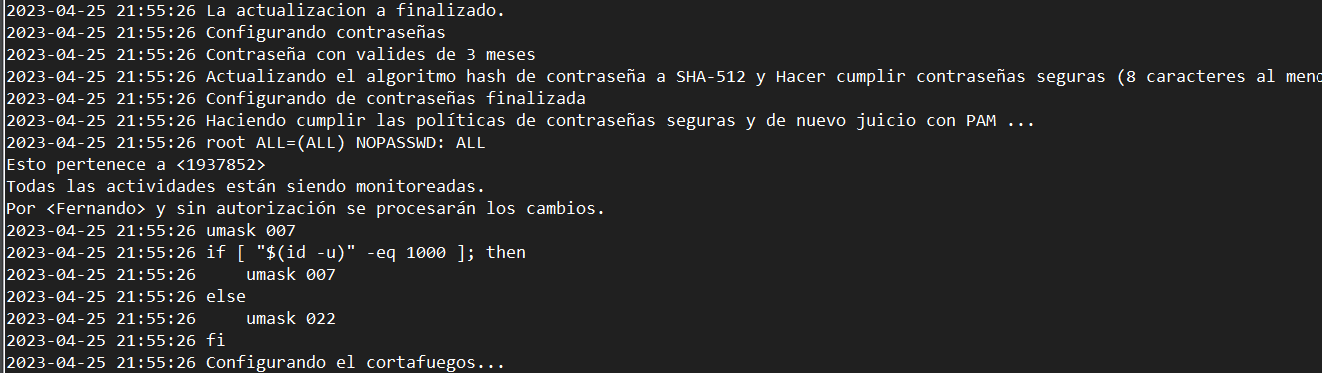 2023-04-25 21:55:26 La actualizacion a finalizado.
2023-04-25 21:55:26 Configurando contraseñas
2023-04-25 21:55:26 Contraseña con valides de 3 meses
2023-04-25 21:55:26 Actualizando el algoritmo hash de contraseña a SHA-512 y Hacer cumplir contraseñas seguras (8 caracteres al
2023-04-25 21:55:26 Configurando de contraseñas finalizada
2023-04-25 21:55:26 Haciendo cumplir las políticas de contraseñas seguras y de nuevo juicio con PAM ...
2023-04-25 21:55:26 root ALL=(ALL) NOPASSWD: ALL
Esto pertenece a <1937852>
Todas las actividades están siendo monitoreadas.
Por <Fernando> y sin autorización se procesarán los cambios.
2023-04-25 21:55:26 umask 007
2023-04-25 21:55:26 if [ "$(id -u)" -eq 1000 ]; then
2023-04-25 21:55:26     umask 007
2023-04-25 21:55:26 else
2023-04-25 21:55:26     umask 022
2023-04-25 21:55:26 fi
2023-04-25 21:55:26 Configurando el cortafuegos...